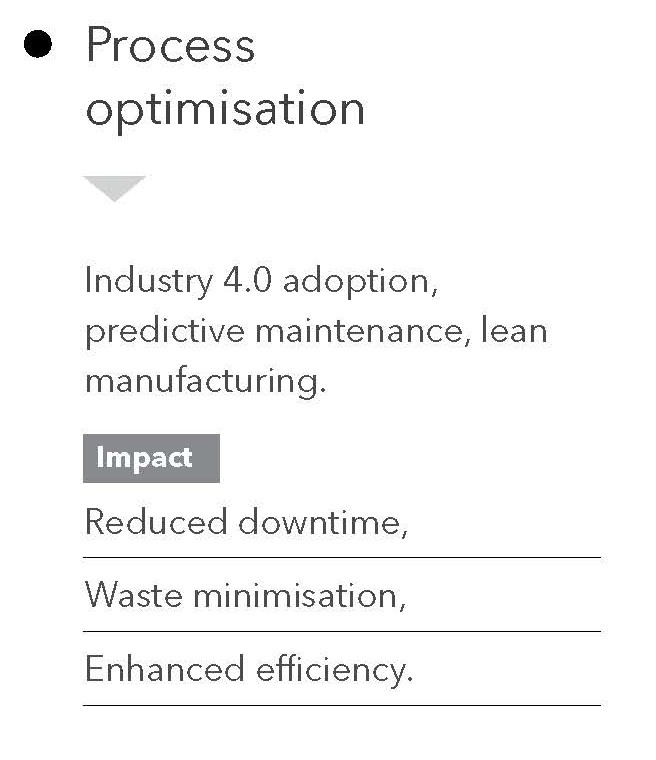 Process
optimisation
Industry 4.0 adoption,
predictive maintenance, lean
manufacturing.
Impact
Reduced downtime,
Waste minimisation,
Enhanced efficiency.